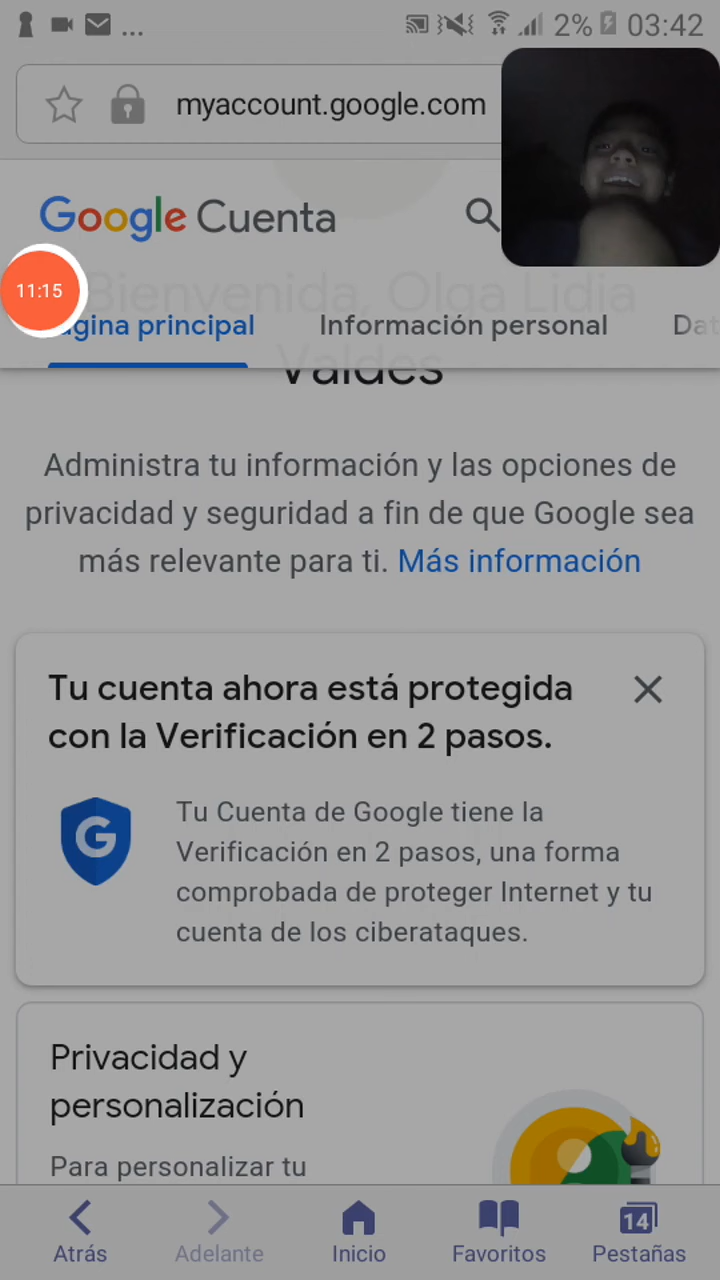 ... 2% 03:42
myaccount.google.com
Google Cuenta
11:15
Bienvenida, Olga Lidia
Valdes
ágina principal Información personal Dat
Administra tu información y las opciones de
privacidad y seguridad a fin de que Google sea
más relevante para ti. Más información
Tu cuenta ahora está protegida
con la Verificación en 2 pasos.
G
Tu Cuenta de Google tiene la
Verificación en 2 pasos, una forma
comprobada de proteger Internet y tu
cuenta de los ciberataques.
Privacidad y
personalización
Para personalizar tu
14
Atrás Adelante Inicio Favoritos Pestañas